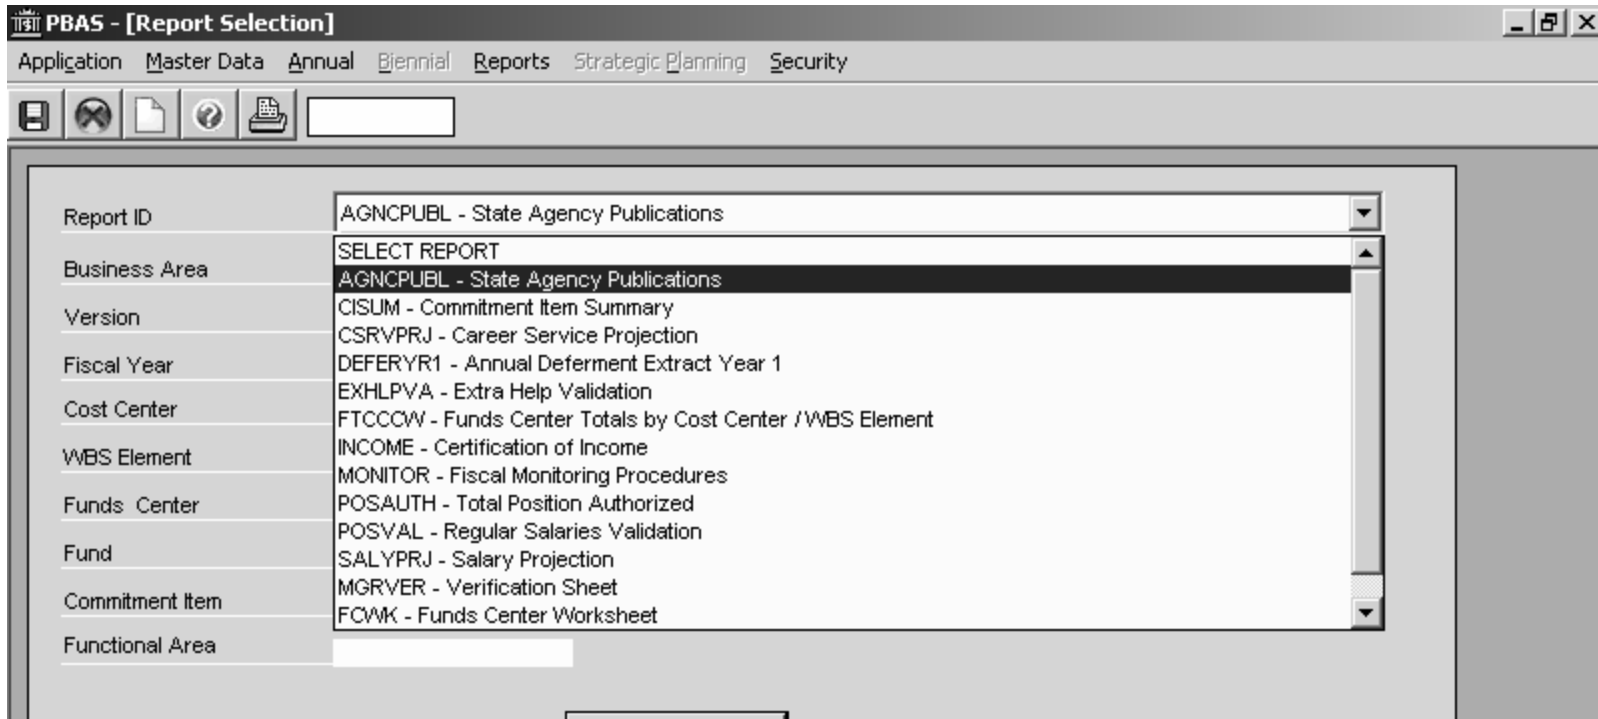 PBAS - [Report Selection]
Application Master Data Annual Biennial Reports Strategic Planning Security
Report ID AGNCPUBL - State Agency Publications
SELECT REPORT
Business Area AGNCPUBL - State Agency Publications
CISUM - Commitment Item Summary
Version CSRVPRJ - Career Service Projection
Fiscal Year DEFERYR1 - Annual Deferment Extract Year 1
EXHLPVA - Extra Help Validation
Cost Center FTCCCW - Funds Center Totals by Cost Center / WBS Element
WBS Element INCOME - Certification of Income
MONITOR - Fiscal Monitoring Procedures
Funds Center POSAUTH - Total Position Authorized
POSVAL - Regular Salaries Validation
Fund SALYPRJ - Salary Projection
MGRVER - Verification Sheet
Commitment Item FCWK - Funds Center Worksheet
Functional Area